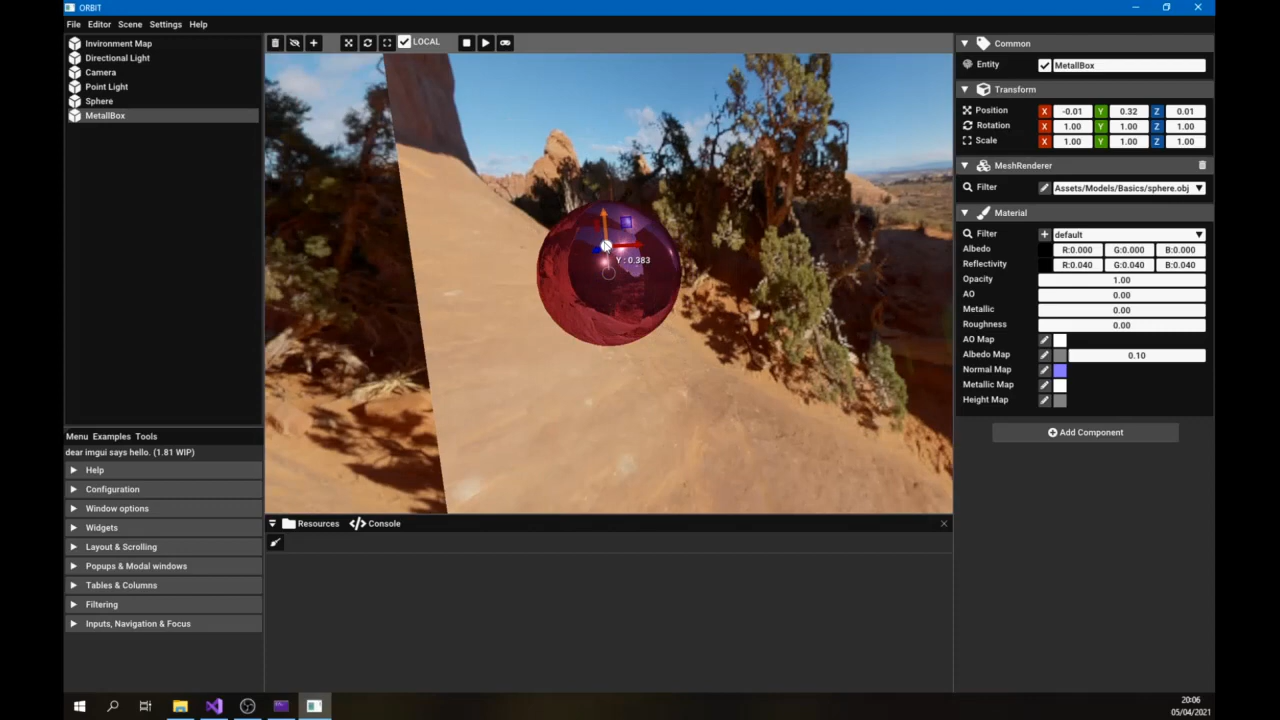 ORBIT
File Editor Scene Settings Help
Invironment Map
Directional Light
Camera
Point Light
Sphere
MetallBox
Menu Examples Tools
dear imgui says hello. (1.81 WIP)
Help
Configuration
Window options
Widgets
Layout & Scrolling
Popups & Modal windows
Tables & Columns
Filtering
Inputs, Navigation & Focus
LOCAL
Y : 0.383
Resources Console
Common
Entity MetallBox
Transform
Position X -0.01 Y 0.32 Z 0.01
Rotation X 1.00 Y 1.00 Z 1.00
Scale X 1.00 Y 1.00 Z 1.00
MeshRenderer
Filter Assets/Models/Basics/sphere.obj
Material
Filter default
Albedo R:0.000 G:0.000 B:0.000
Reflectivity R:0.040 G:0.040 B:0.040
Opacity 1.00
AO 0.00
Metallic 0.00
Roughness 0.00
AO Map
Albedo Map 0.10
Normal Map
Metallic Map
Height Map
Add Component
20:06
05/04/2021